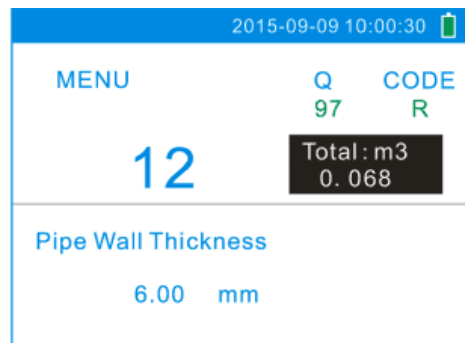 2015-09-09 10:00:30
MENU Q CODE
97 R
12 Total:m3
0.068
Pipe Wall Thickness
6.00 mm